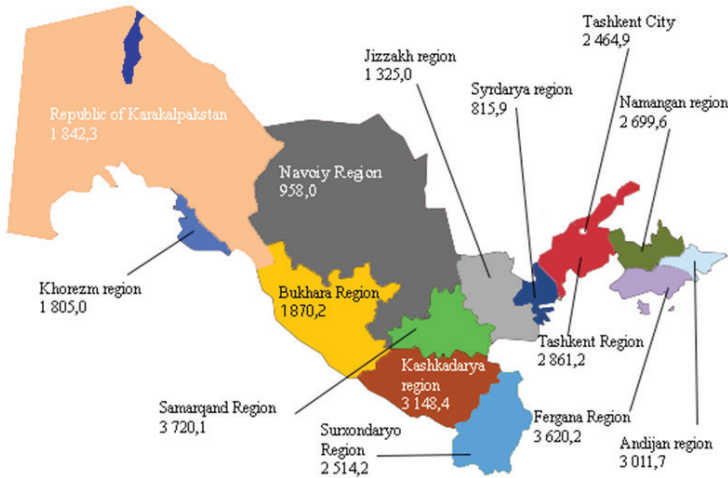 Tashkent City
2 464,9
Jizzakh region
1 325,0
Syrdarya region
815,9
Namangan region
2 699,6
Republic of Karakalpakstan
1 842,3
Navoiy Region
958,0
Khorezm region
1 805,0
Bukhara Region
1 870,2
Tashkent Region
2 861,2
Kashkadarya
region
3 148,4
Samarqand Region
3 720,1
Surxondaryo
Region
2 514,2
Fergana Region
3 620,2
Andijan region
3 011,7